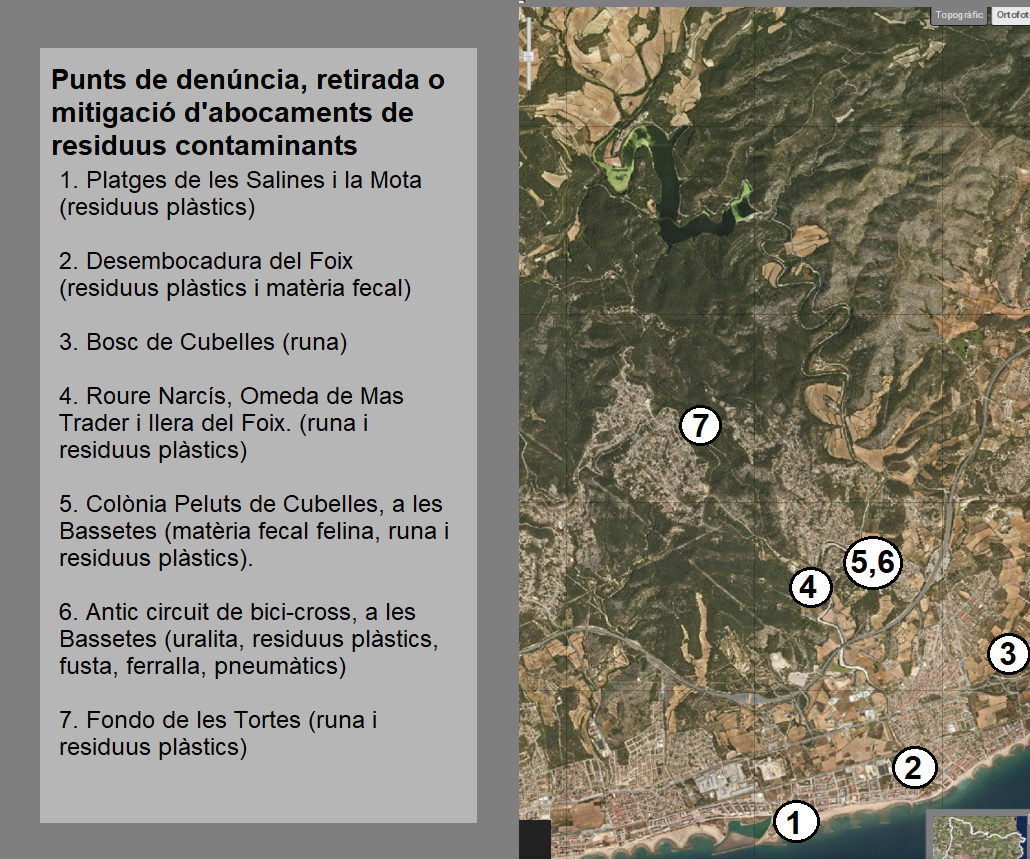 Punts de denúncia, retirada o
mitigació d'abocaments de
residuus contaminants
1. Platges de les Salines i la Mota
(residuus plàstics)
2. Desembocadura del Foix
(residuus plàstics i matèria fecal)
3. Bosc de Cubelles (runa)
4. Roure Narcís, Omeda de Mas
Trader i llera del Foix. (runa i
residuus plàstics)
5. Colònia Peluts de Cubelles, a les
Bassetes (matèria fecal felina, runa i
residuus plàstics).
6. Antic circuit de bici-cross, a les
Bassetes (uralita, residuus plàstics,
fusta, ferralla, pneumàtics)
7. Fondo de les Tortes (runa i
residuus plàstics)
Topogràfic
Ortofot
7
5,6
4
3
2
1